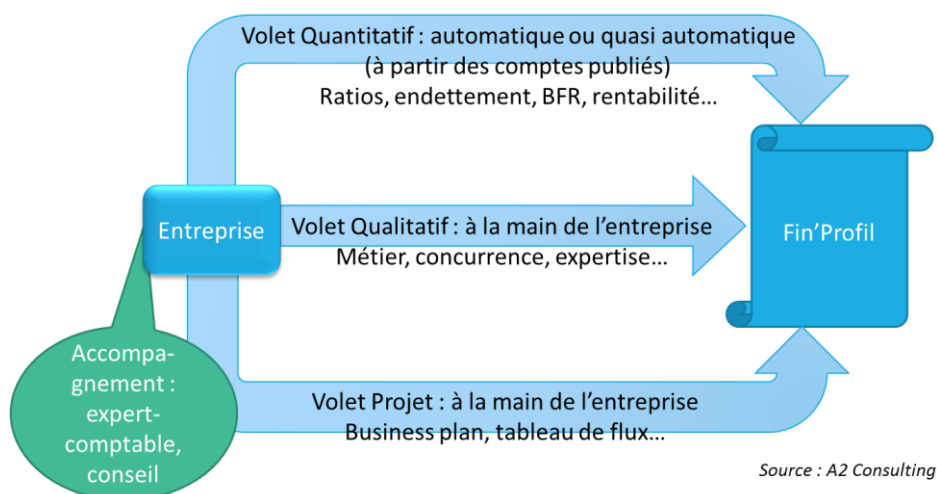 Volet Quantitatif : automatique ou quasi automatique
(à partir des comptes publiés)
Ratios, endettement, BFR, rentabilité…
Entreprise
Volet Qualitatif : à la main de l’entreprise
Métier, concurrence, expertise…
Fin’Profil
Accompa-
gnement :
expert-
comptable,
conseil
Volet Projet : à la main de l’entreprise
Business plan, tableau de flux…
Source : A2 Consulting